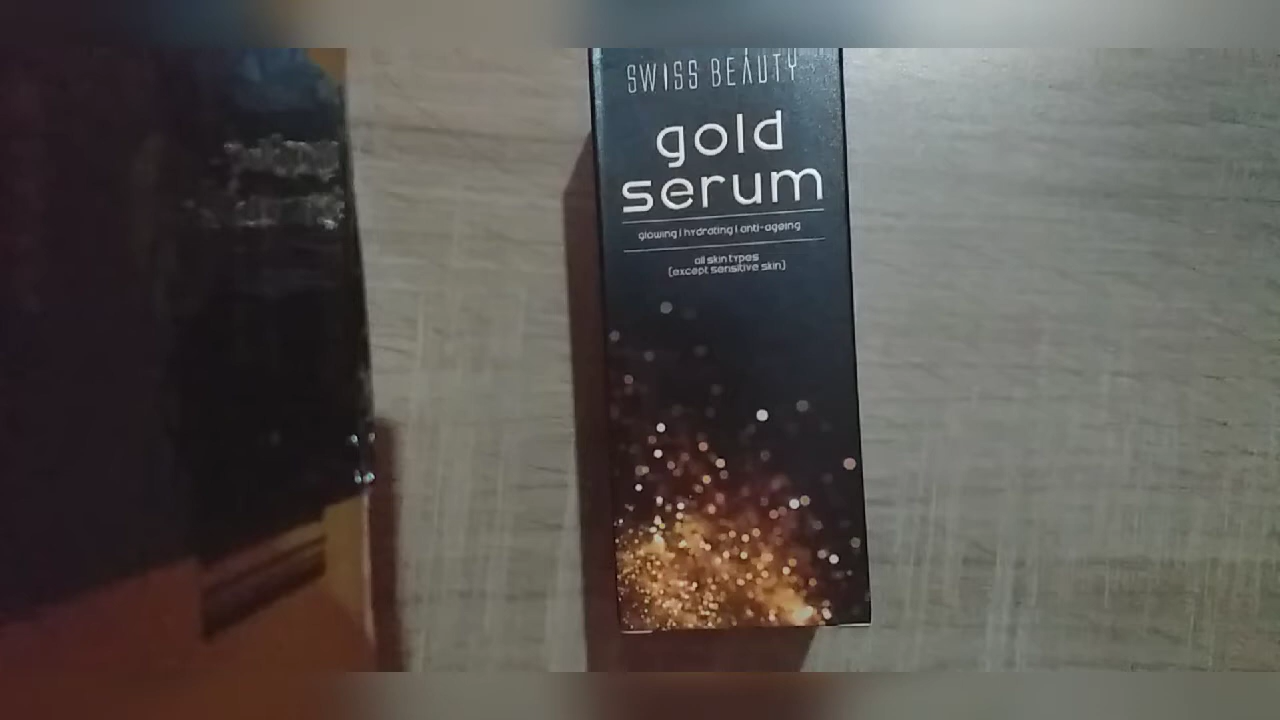 SWISS BEAUTY
gold
serum
glowing | hydrating | anti-ageing
all skin types
(except sensitive skin)